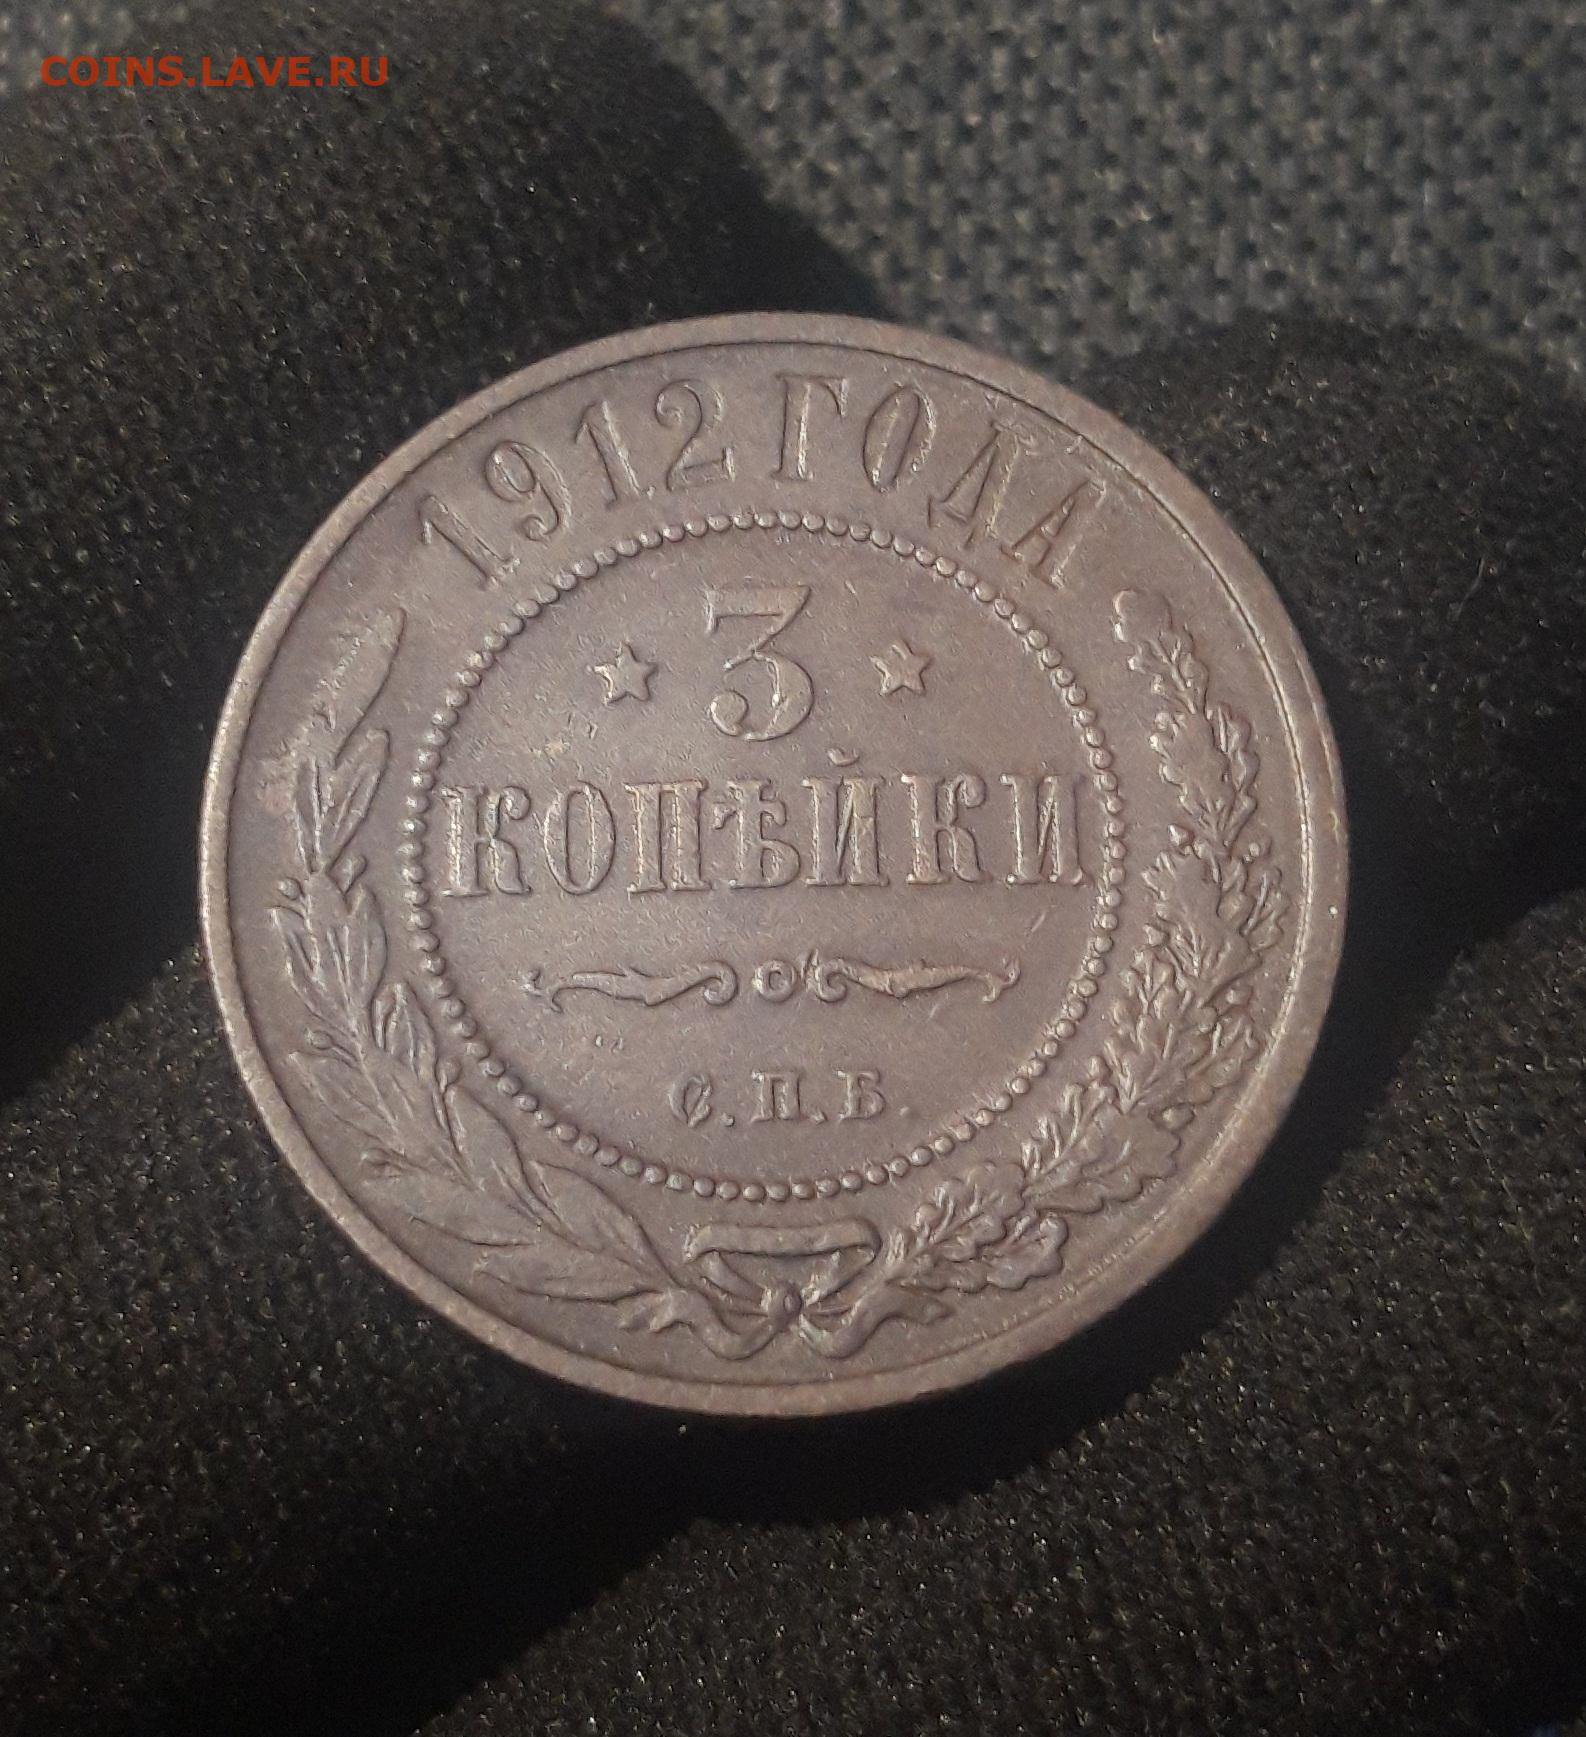 COINS.LAVE.RU
1912 ГОДА
3
КОПѢЙКИ
С.П.Б.